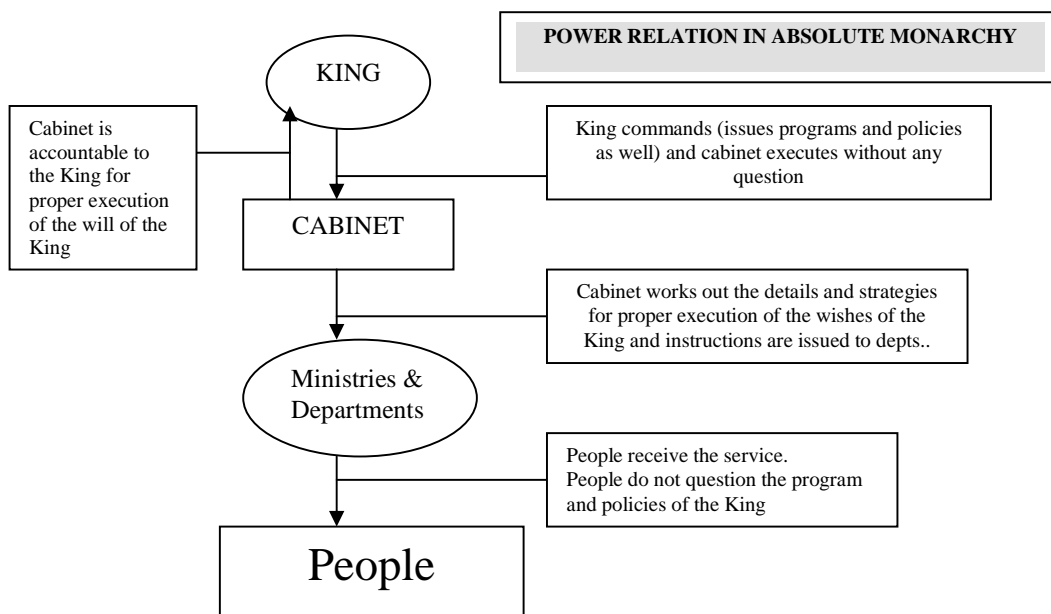 POWER RELATION IN ABSOLUTE MONARCHY
KING
Cabinet is
accountable to
the King for
proper execution
of the will of the
King
King commands (issues programs and policies
as well) and cabinet executes without any
question
CABINET
Cabinet works out the details and strategies
for proper execution of the wishes of the
King and instructions are issued to depts..
Ministries &
Departments
People receive the service.
People do not question the program
and policies of the King
People